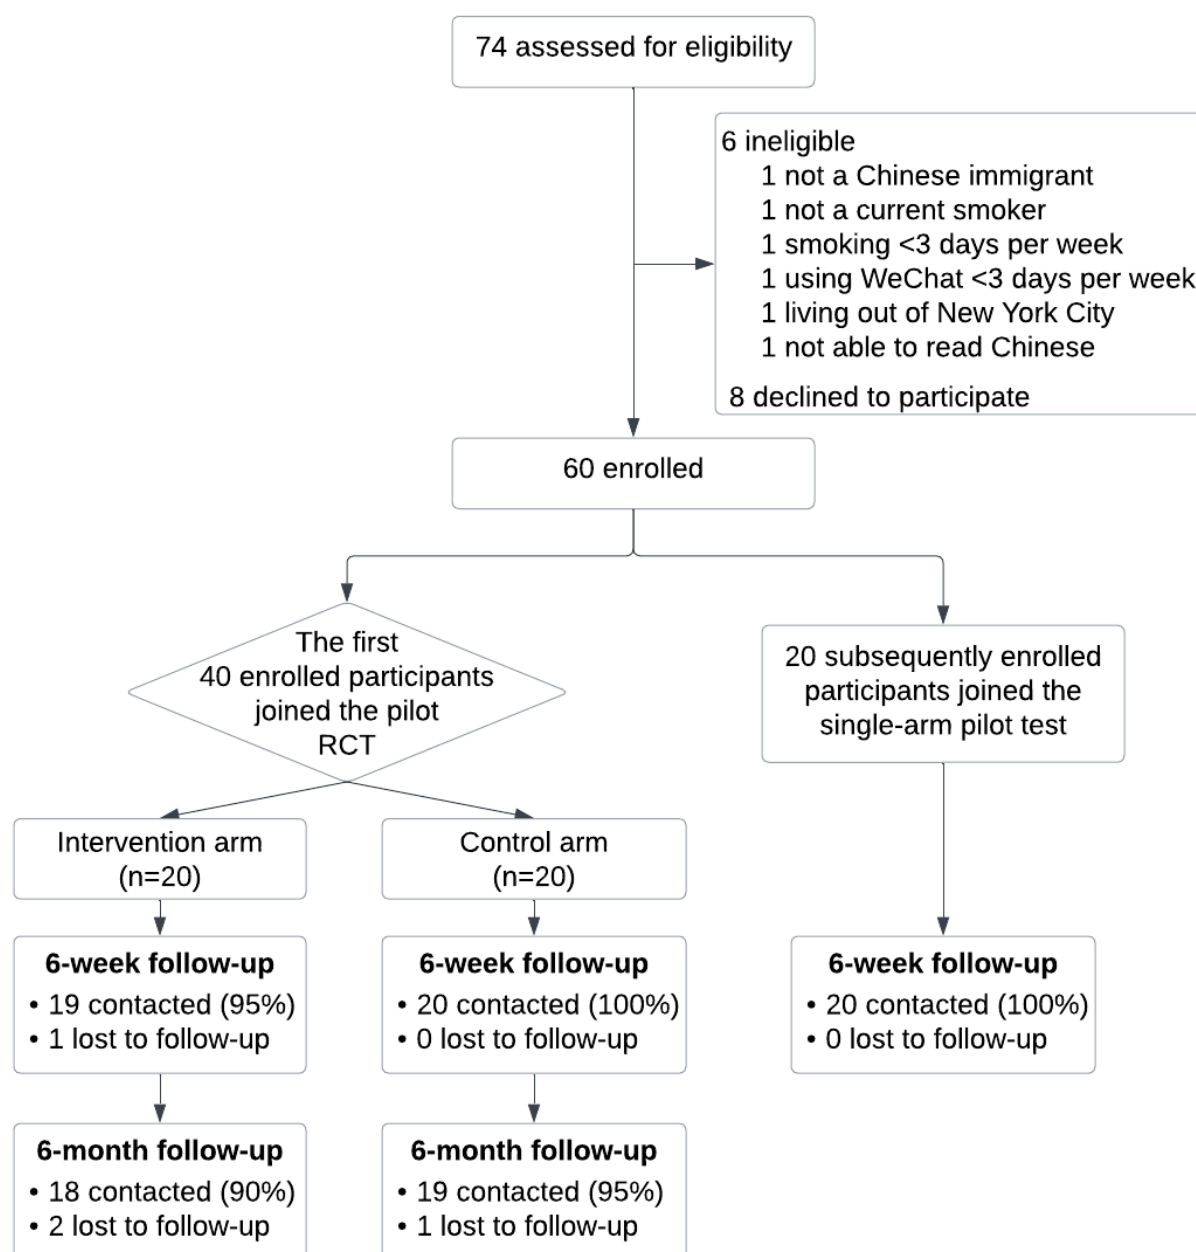 74 assessed for eligibility
6 ineligible
1 not a Chinese immigrant
1 not a current smoker
1 smoking <3 days per week
1 using WeChat <3 days per week
1 living out of New York City
1 not able to read Chinese
8 declined to participate
60 enrolled
The first
40 enrolled participants
joined the pilot
RCT
20 subsequently enrolled
participants joined the
single-arm pilot test
Intervention arm
(n=20)
Control arm
(n=20)
6-week follow-up
• 19 contacted (95%)
• 1 lost to follow-up
6-week follow-up
• 20 contacted (100%)
• 0 lost to follow-up
6-week follow-up
• 20 contacted (100%)
• 0 lost to follow-up
6-month follow-up
• 18 contacted (90%)
• 2 lost to follow-up
6-month follow-up
• 19 contacted (95%)
• 1 lost to follow-up